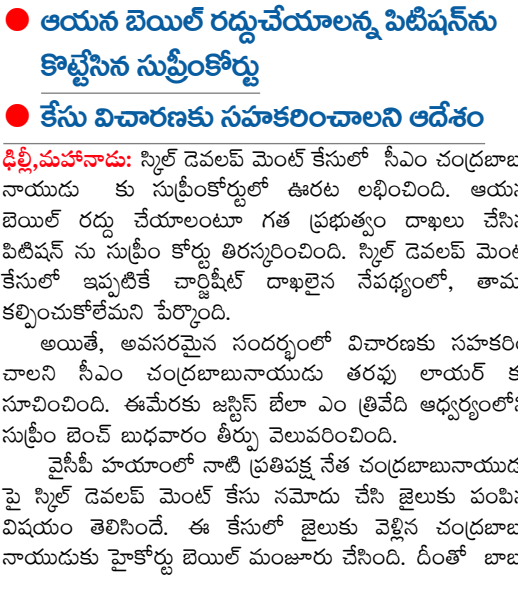 ● ఆయన బెయిల్ రద్దుచేయాలన్న పిటిషన్‌ను
కొట్టేసిన సుప్రీంకోర్టు
● కేసు విచారణకు సహకరించాలని ఆదేశం
ఢిల్లీ,మహానాడు: స్కిల్ డెవలప్ మెంట్ కేసులో సీఎం చంద్రబాబు
నాయుడు కు సుప్రీంకోర్టులో ఊరట లభించింది. ఆయన
బెయిల్ రద్దు చేయాలంటూ గత ప్రభుత్వం దాఖలు చేసిన
పిటిషన్ ను సుప్రీం కోర్టు తిరస్కరించింది. స్కిల్ డెవలప్ మెంట్
కేసులో ఇప్పటికే చార్జిషీట్ దాఖలైన నేపథ్యంలో, తాము
కల్పించుకోలేమని పేర్కొంది.
అయితే, అవసరమైన సందర్భంలో విచారణకు సహకరిం
చాలని సీఎం చంద్రబాబునాయుడు తరఫు లాయర్ కు
సూచించింది. ఈమేరకు జస్టిస్ బేలా ఎం త్రివేది ఆధ్వర్యంలోని
సుప్రీం బెంచ్ బుధవారం తీర్పు వెలువరించింది.
వైసీపీ హయాంలో నాటి ప్రతిపక్ష నేత చంద్రబాబునాయుడు
పై స్కిల్ డెవలప్ మెంట్ కేసు నమోదు చేసి జైలుకు పంపిన
విషయం తెలిసిందే. ఈ కేసులో జైలుకు వెళ్లిన చంద్రబాబు
నాయుడుకు హైకోర్టు బెయిల్ మంజూరు చేసింది. దీంతో బాబు